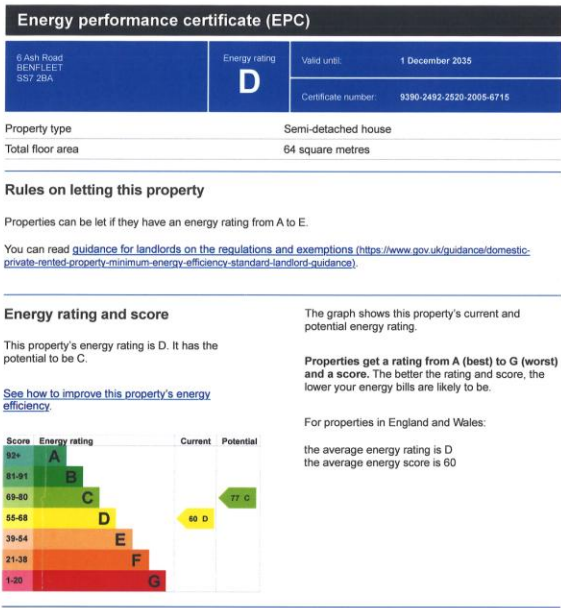 Energy performance certificate (EPC)
6 Ash Road
BENFLEET
SS7 2BA
Energy rating
D
Valid until:
1 December 2035
Certificate number:
9390-2492-2520-2005-6715
Property type
Semi-detached house
Total floor area
64 square metres
Rules on letting this property
Properties can be let if they have an energy rating from A to E.
You can read guidance for landlords on the regulations and exemptions (https://www.gov.uk/guidance/domestic-
private-rented-property-minimum-energy-efficiency-standard-landlord-guidance).
Energy rating and score
This property's energy rating is D. It has the
potential to be C.
See how to improve this property's energy
efficiency.
Score Energy rating Current Potential
92+ A
81-91 B
69-80 C 77 C
55-68 D 60 D
39-54 E
21-38 F
1-20 G
The graph shows this property's current and
potential energy rating.
Properties get a rating from A (best) to G (worst)
and a score. The better the rating and score, the
lower your energy bills are likely to be.
For properties in England and Wales:
the average energy rating is D
the average energy score is 60